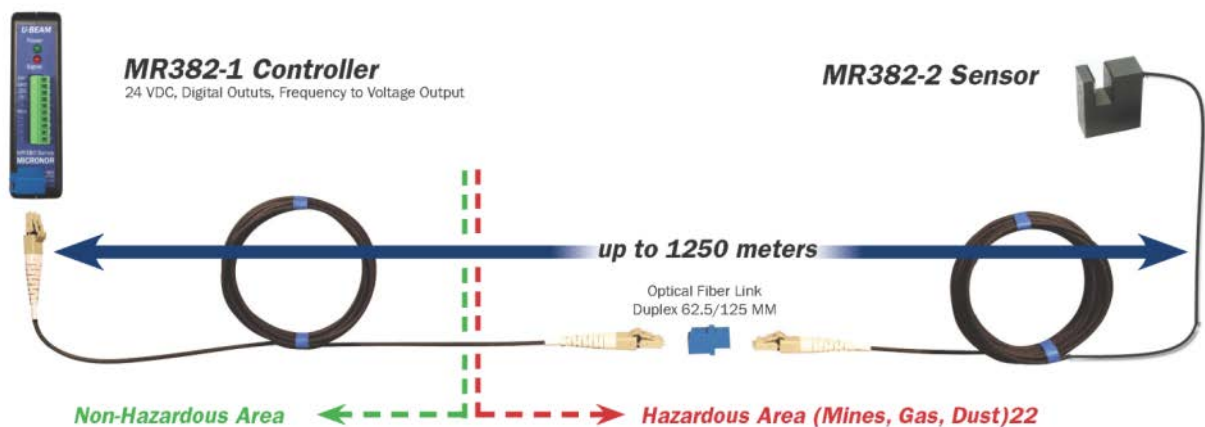 U-BEAM
Power
Signal
MICRONOR
MR382-1 Controller
24 VDC, Digital Oututs, Frequency to Voltage Output
MR382-2 Sensor
up to 1250 meters
Optical Fiber Link
Duplex 62.5/125 MM
Non-Hazardous Area
Hazardous Area (Mines, Gas, Dust)22